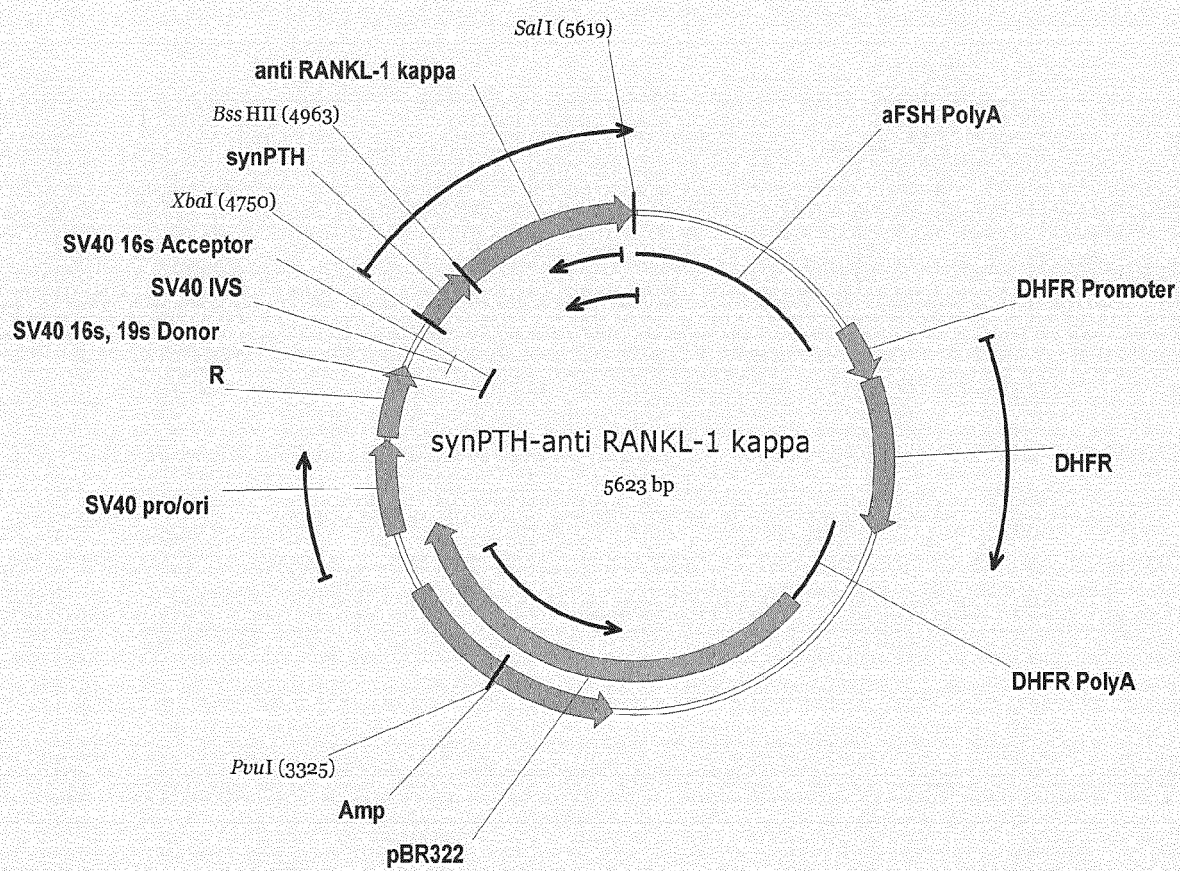 SalI (5619)
anti RANKL-1 kappa
BssHII (4963)
aFSH PolyA
synPTH
XbaI (4750)
SV40 16s Acceptor
SV40 IVS
DHFR Promoter
SV40 16s, 19s Donor
R
synPTH-anti RANKL-1 kappa
DHFR
5623 bp
SV40 pro/ori
DHFR PolyA
PvuI (3325)
Amp
pBR322